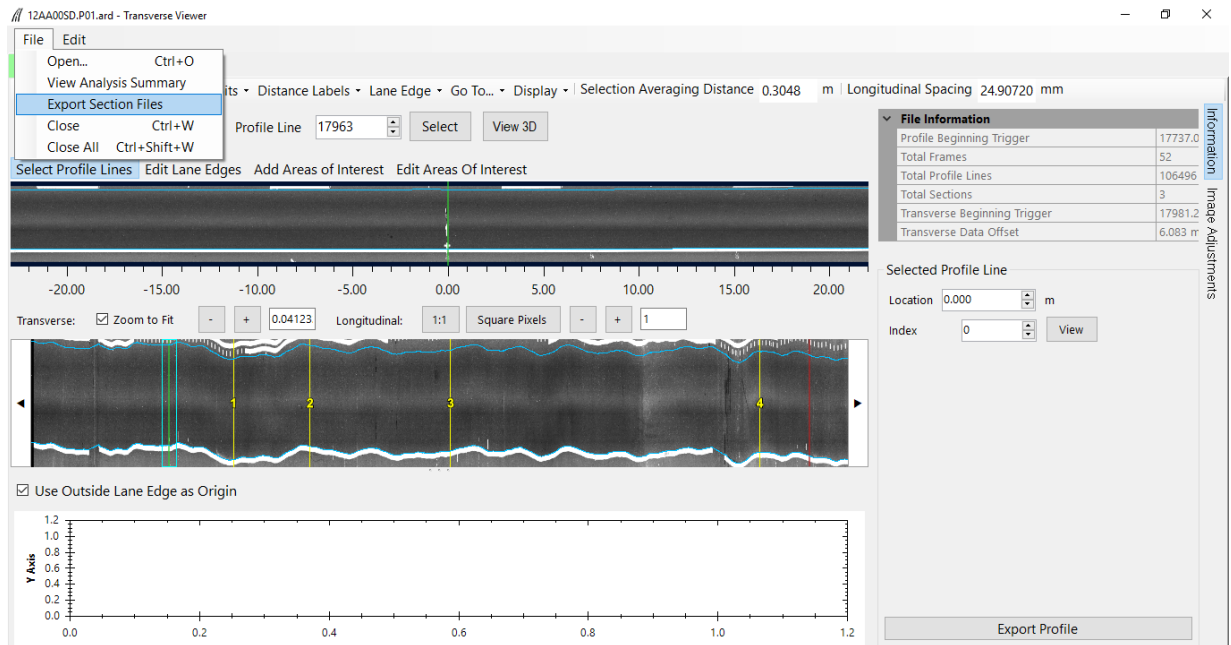 12AA00SD.P01.ard - Transverse Viewer
File Edit
Open... Ctrl+O
View Analysis Summary
Export Section Files
Close Ctrl+W
Close All Ctrl+Shift+W
Distance Labels Lane Edge Go To... Display Selection Averaging Distance 0.3048 m Longitudinal Spacing 24.90720 mm
Profile Line 17963 Select View 3D
Select Profile Lines Edit Lane Edges Add Areas of Interest Edit Areas Of Interest
-20.00 -15.00 -10.00 -5.00 0.00 5.00 10.00 15.00 20.00
Transverse: Zoom to Fit - + 0.04123 Longitudinal: 1:1 Square Pixels - + 1
1 2 3 4
Use Outside Lane Edge as Origin
1.2
1.0
0.8
0.6
0.4
0.2
0.0
Y Axis
0.0 0.2 0.4 0.6 0.8 1.0 1.2
File Information
Profile Beginning Trigger 17737.0
Total Frames 52
Total Profile Lines 106496
Total Sections 3
Transverse Beginning Trigger 17981.2
Transverse Data Offset 6.083 m
Selected Profile Line
Location 0.000 m
Index 0 View
Export Profile
Information
Image Adjustments